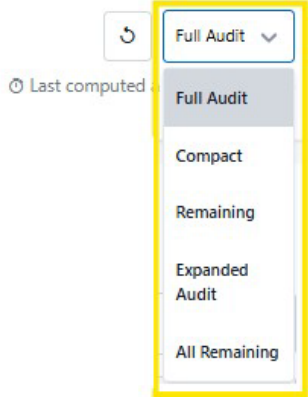 Full Audit
Last computed
Full Audit
Compact
Remaining
Expanded
Audit
All Remaining